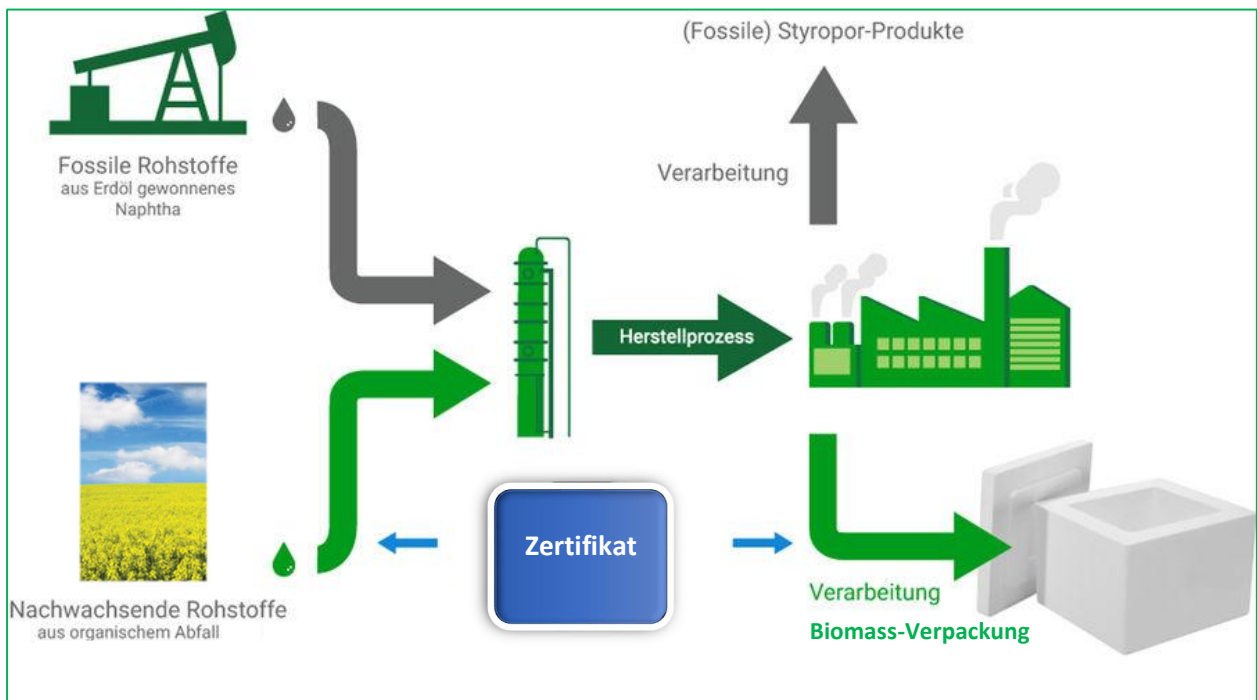 (Fossile) Styropor-Produkte
Fossile Rohstoffe
aus Erdöl gewonnenes
Naphtha
Verarbeitung
Herstellprozess
Zertifikat
Nachwachsende Rohstoffe
aus organischem Abfall
Verarbeitung
Biomass-Verpackung